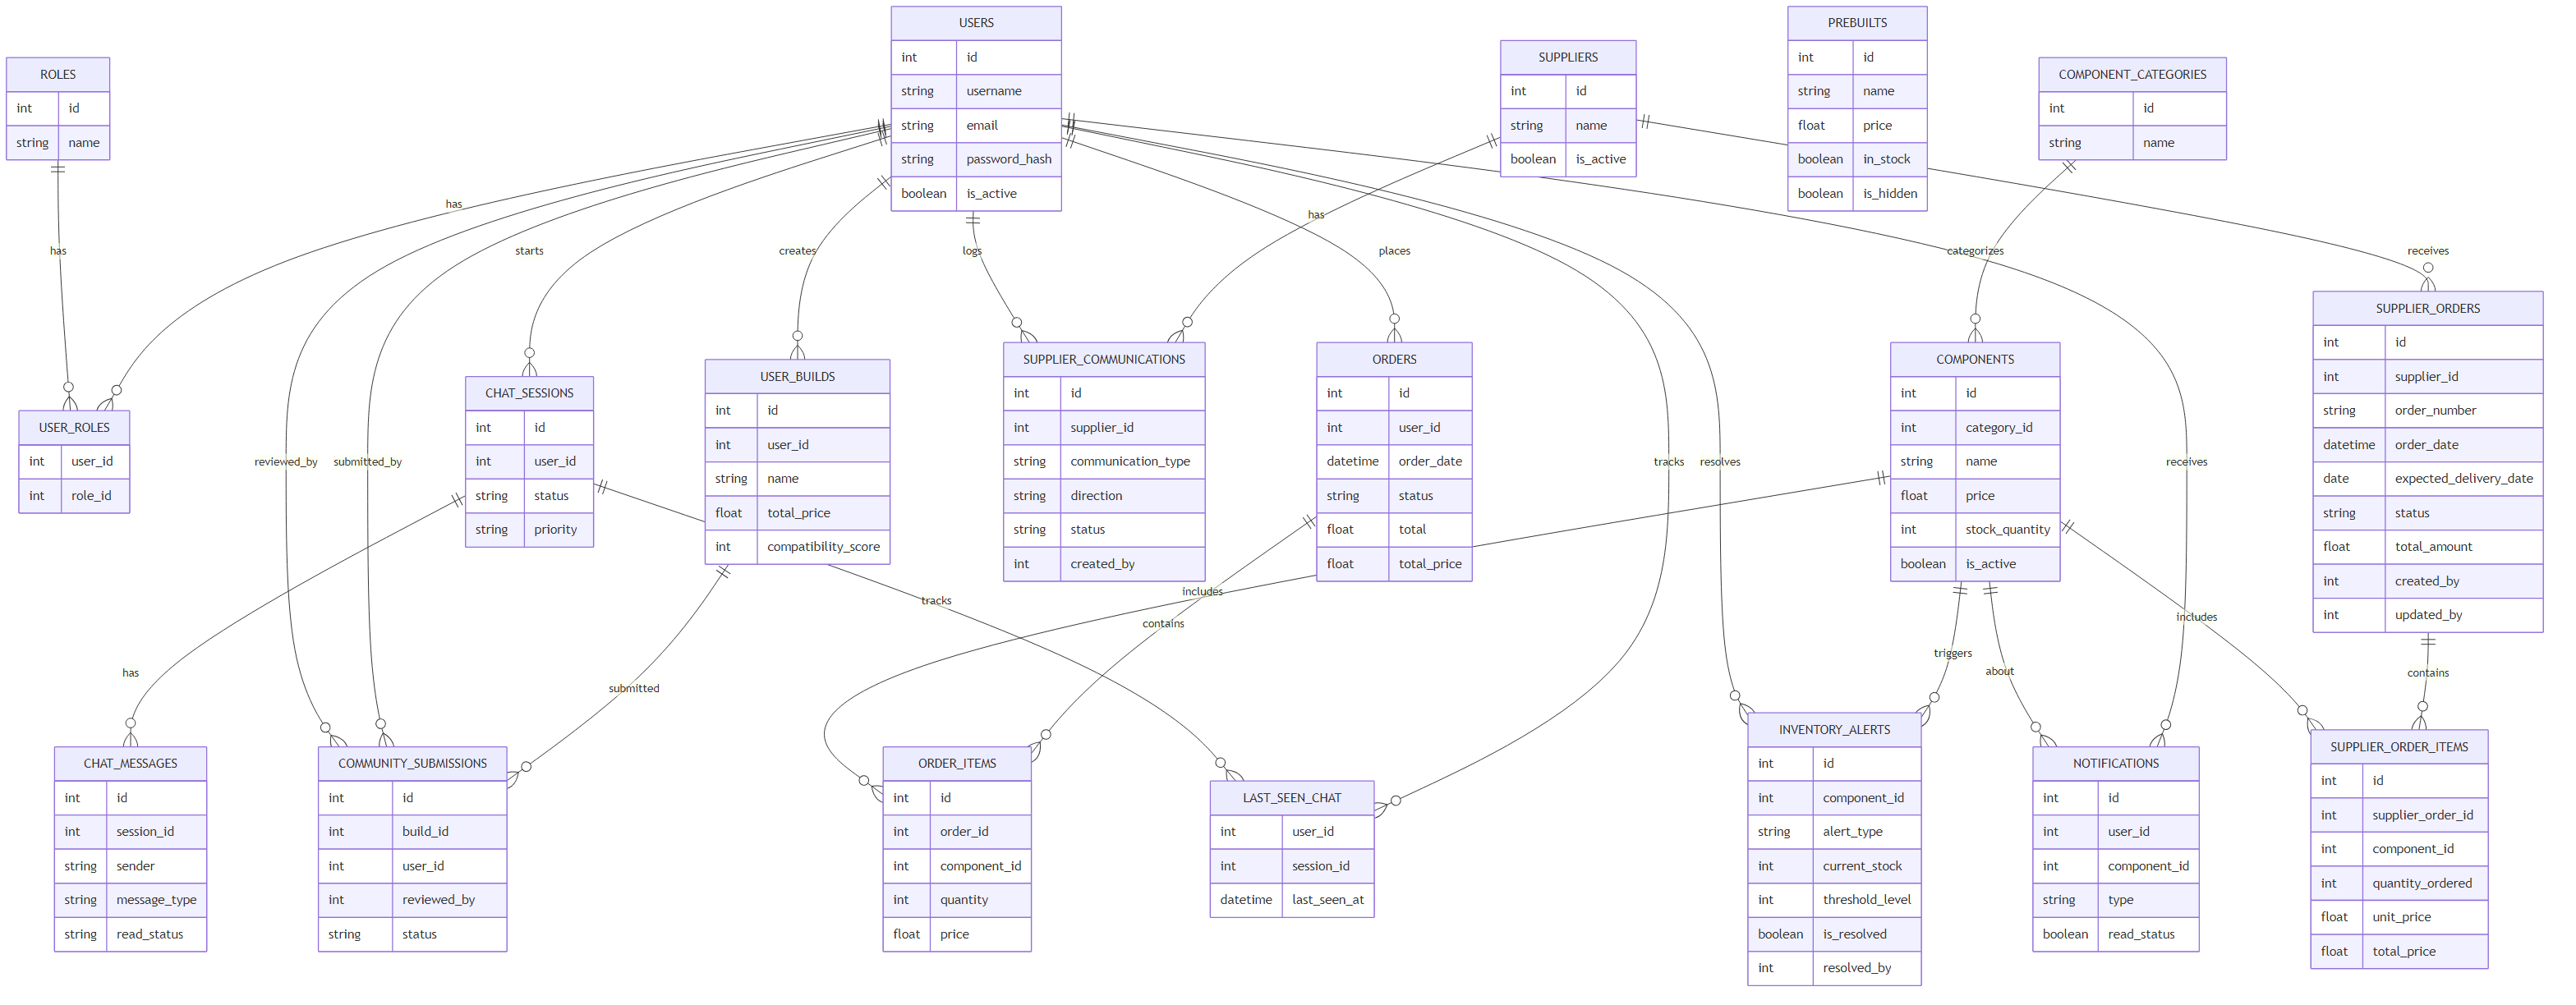 USERS
int id
string username
string email
string password_hash
boolean is_active
PREBUILTS
int id
string name
float price
boolean in_stock
boolean is_hidden
SUPPLIERS
int id
string name
boolean is_active
ROLES
int id
string name
COMPONENT_CATEGORIES
int id
string name
has
has
starts
creates
logs
has
places
categorizes
receives
reviewed_by
submitted_by
tracks
resolves
receives
SUPPLIER_ORDERS
int id
int supplier_id
string order_number
datetime order_date
date expected_delivery_date
string status
float total_amount
int created_by
int updated_by
USER_ROLES
int user_id
int role_id
CHAT_SESSIONS
int id
int user_id
string status
string priority
USER_BUILDS
int id
int user_id
string name
float total_price
int compatibility_score
SUPPLIER_COMMUNICATIONS
int id
int supplier_id
string communication_type
string direction
string status
int created_by
ORDERS
int id
int user_id
datetime order_date
string status
float total
float total_price
COMPONENTS
int id
int category_id
string name
float price
int stock_quantity
boolean is_active
has
submitted
tracks
includes
contains
triggers
about
includes
contains
CHAT_MESSAGES
int id
int session_id
string sender
string message_type
string read_status
COMMUNITY_SUBMISSIONS
int id
int build_id
int user_id
int reviewed_by
string status
ORDER_ITEMS
int id
int order_id
int component_id
int quantity
float price
LAST_SEEN_CHAT
int user_id
int session_id
datetime last_seen_at
INVENTORY_ALERTS
int id
int component_id
string alert_type
int current_stock
int threshold_level
boolean is_resolved
int resolved_by
NOTIFICATIONS
int id
int user_id
int component_id
string type
boolean read_status
SUPPLIER_ORDER_ITEMS
int id
int supplier_order_id
int component_id
int quantity_ordered
float unit_price
float total_price